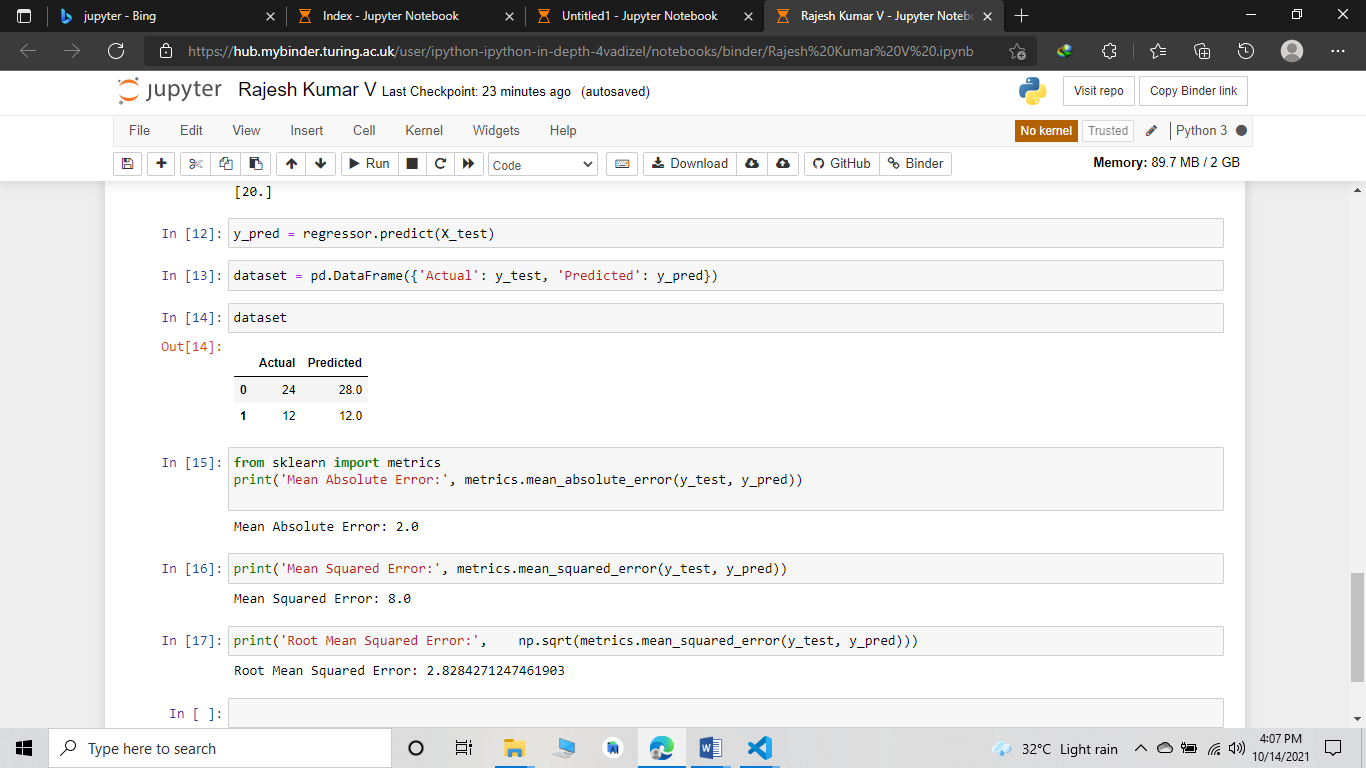 jupyter - Bing
Index - Jupyter Notebook
Untitled1 - Jupyter Notebook
Rajesh Kumar V - Jupyter Notebo
https://hub.mybinder.turing.ac.uk/user/ipython-ipython-in-depth-4vadizel/notebooks/binder/Rajesh%20Kumar%20V%20.ipynb
jupyter Rajesh Kumar V Last Checkpoint: 23 minutes ago (autosaved)
Visit repo
Copy Binder link
File Edit View Insert Cell Kernel Widgets Help
No kernel Trusted Python 3
Run Code Download GitHub Binder
Memory: 89.7 MB / 2 GB
[20.]
In [12]: y_pred = regressor.predict(X_test)
In [13]: dataset = pd.DataFrame({'Actual': y_test, 'Predicted': y_pred})
In [14]: dataset
Out[14]:
Actual Predicted
0 24 28.0
1 12 12.0
In [15]: from sklearn import metrics
print('Mean Absolute Error:', metrics.mean_absolute_error(y_test, y_pred))
Mean Absolute Error: 2.0
In [16]: print('Mean Squared Error:', metrics.mean_squared_error(y_test, y_pred))
Mean Squared Error: 8.0
In [17]: print('Root Mean Squared Error:',    np.sqrt(metrics.mean_squared_error(y_test, y_pred)))
Root Mean Squared Error: 2.8284271247461903
In [ ]:
Type here to search
32°C Light rain
4:07 PM
10/14/2021